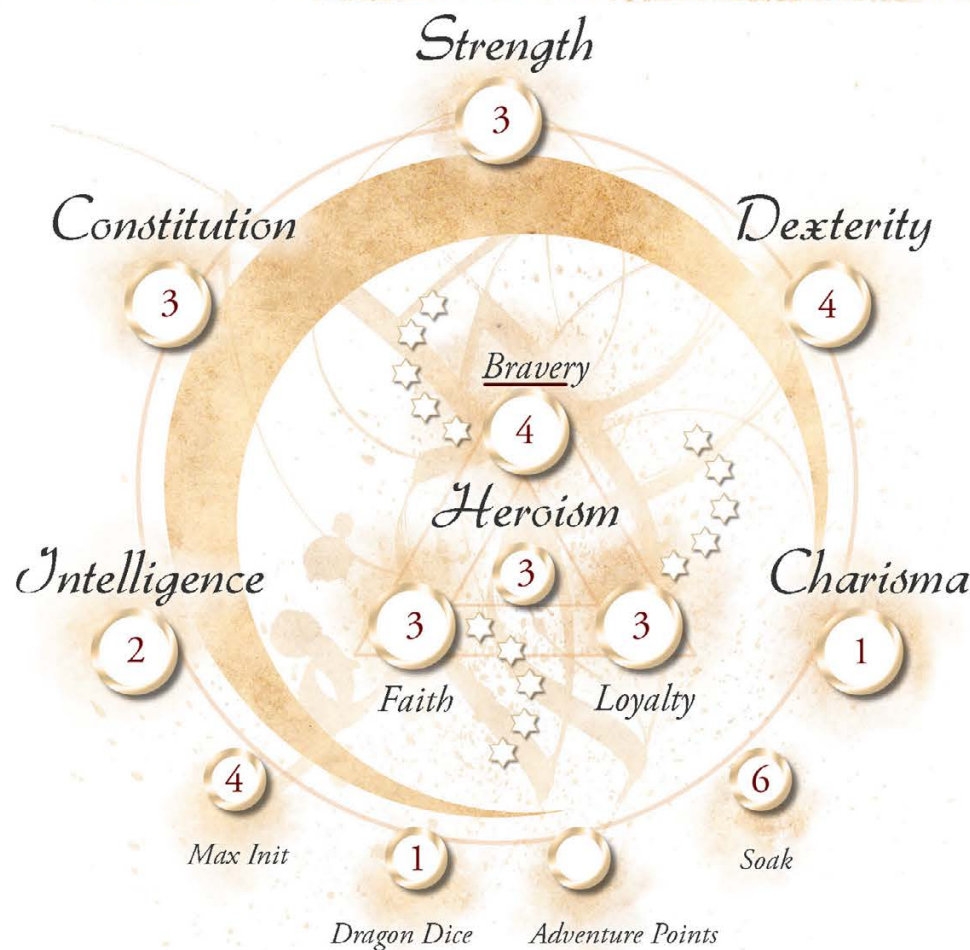 Strength
3
Constitution
Dexterity
3
4
Bravery
4
Heroism
Intelligence
Charisma
3
3
3
2
1
Faith
Loyalty
4
6
Max Init
1
Soak
Dragon Dice
Adventure Points